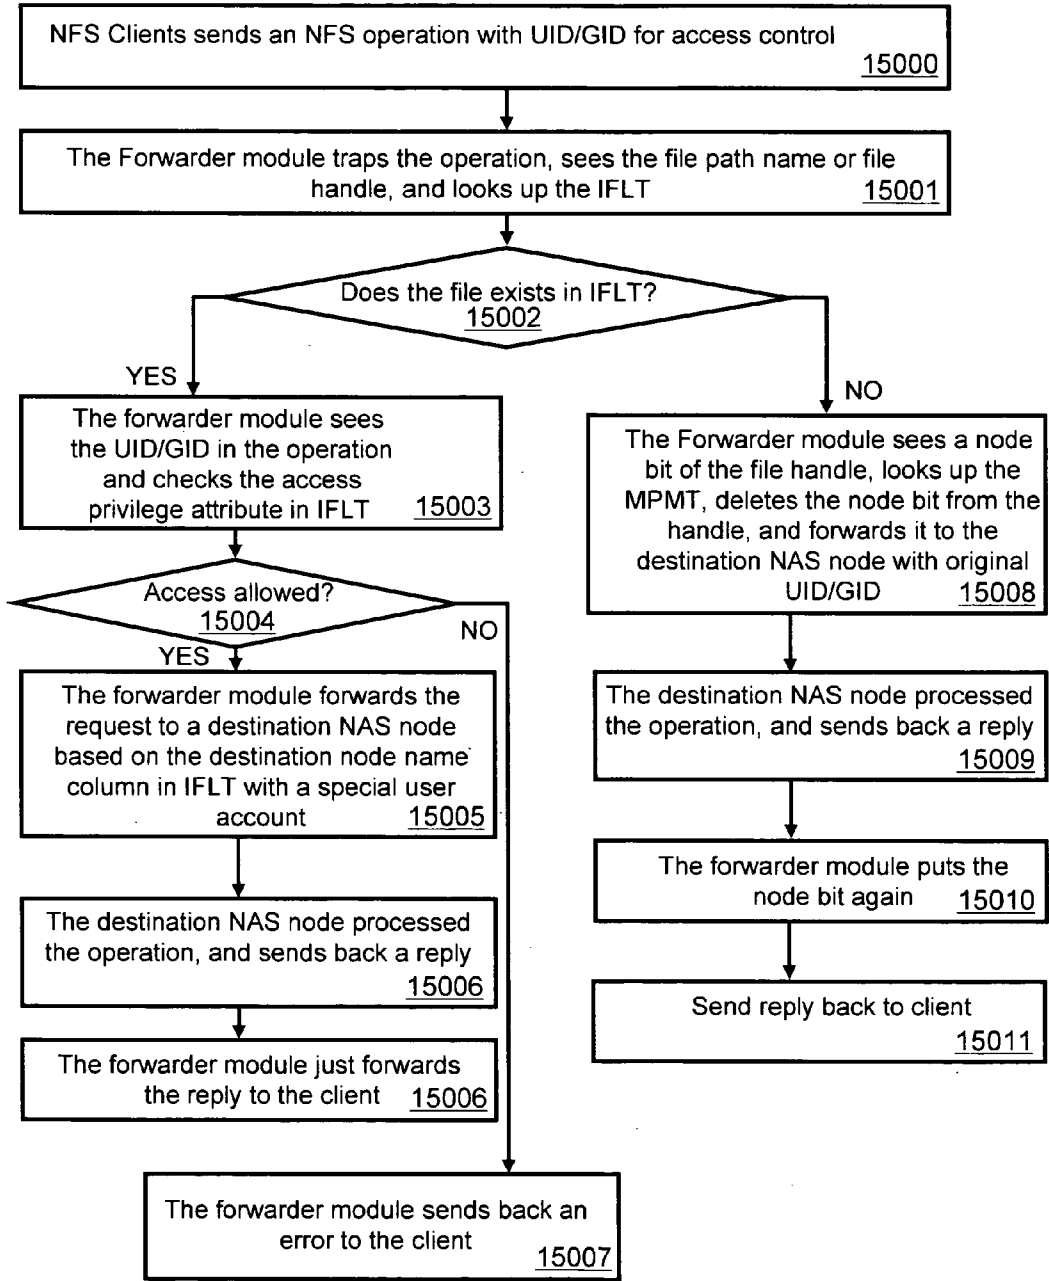 NFS Clients sends an NFS operation with UID/GID for access control
15000
The Forwarder module traps the operation, sees the file path name or file
handle, and looks up the IFLT
15001
Does the file exists in IFLT?
15002
YES
NO
The forwarder module sees
the UID/GID in the operation
and checks the access
privilege attribute in IFLT
15003
Access allowed?
15004
NO
YES
The forwarder module forwards the
request to a destination NAS node
based on the destination node name
column in IFLT with a special user
account
15005
The destination NAS node processed
the operation, and sends back a reply
15006
The forwarder module just forwards
the reply to the client
15006
The forwarder module sends back an
error to the client
15007
The Forwarder module sees a node
bit of the file handle, looks up the
MPMT, deletes the node bit from the
handle, and forwards it to the
destination NAS node with original
UID/GID
15008
The destination NAS node processed
the operation, and sends back a reply
15009
The forwarder module puts the
node bit again
15010
Send reply back to client
15011